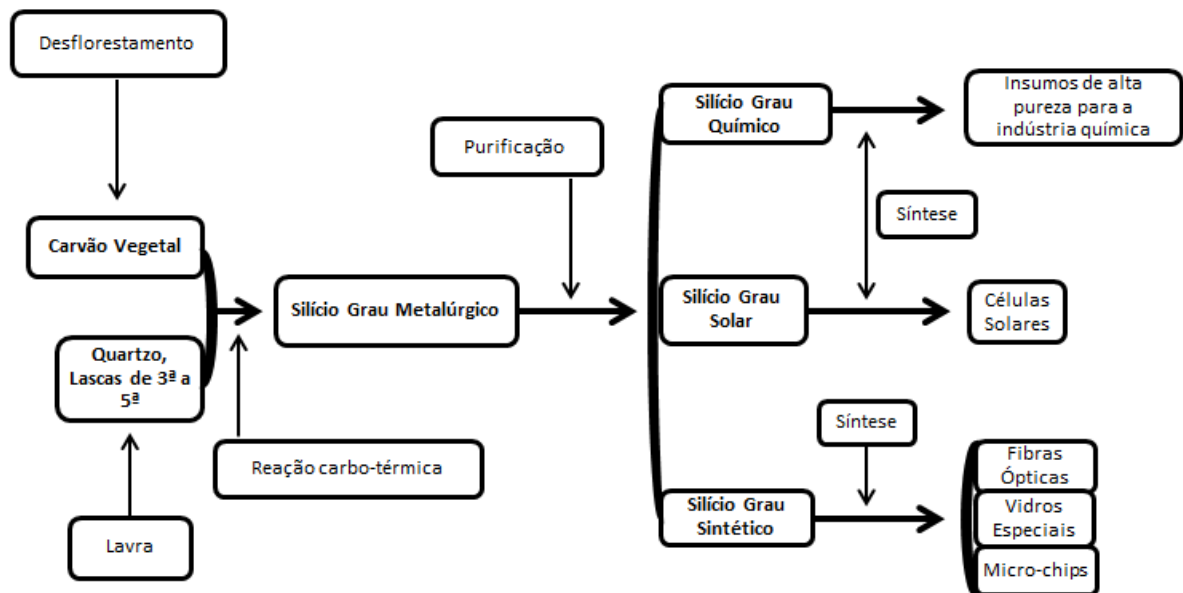 Desflorestamento
Carvão Vegetal
Quartzo,
Lascas de 3ª a
5ª
Lavra
Reação carbo-térmica
Silício Grau Metalúrgico
Purificação
Silício Grau
Químico
Insumos de alta
pureza para a
indústria química
Síntese
Silício Grau
Solar
Células
Solares
Síntese
Silício Grau
Sintético
Fibras
Ópticas
Vidros
Especiais
Micro-chips